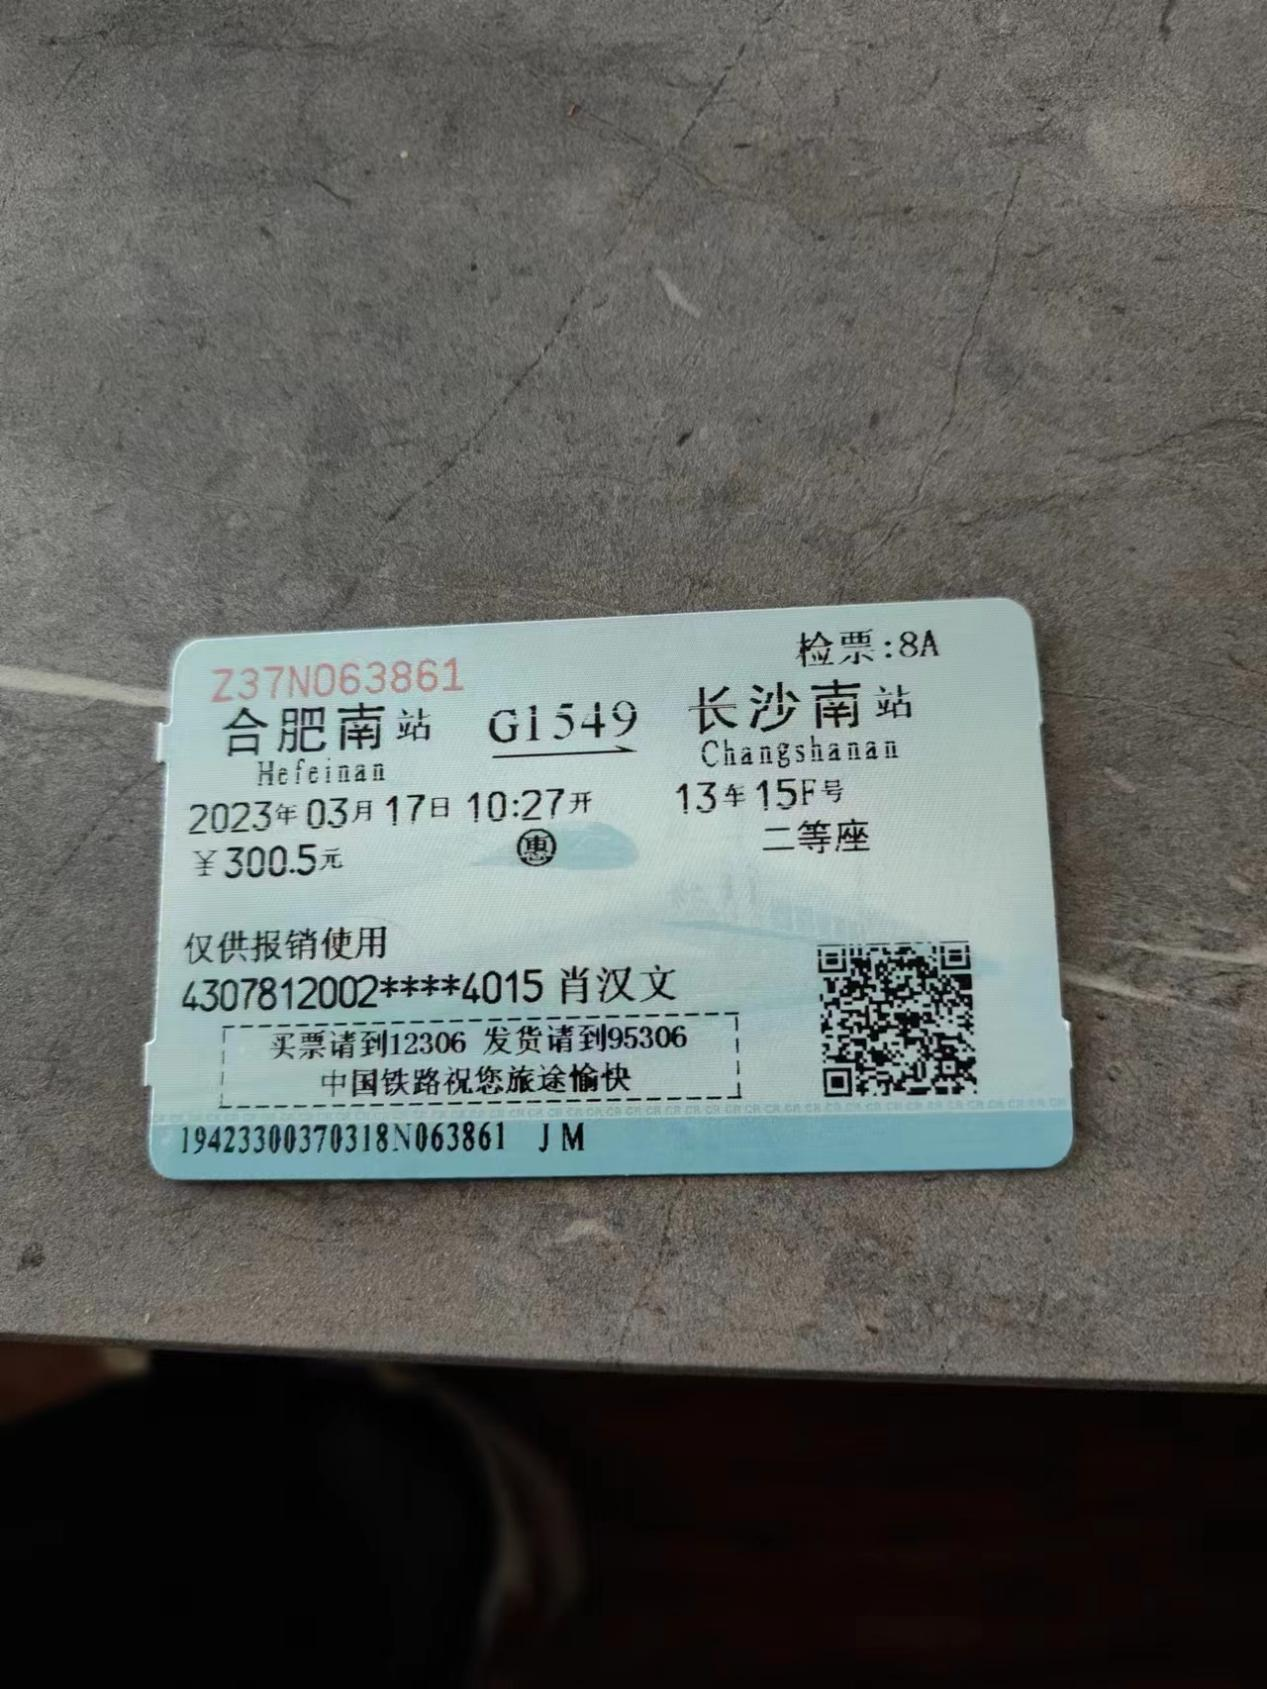 检票:8A
Z37N063861
合肥南站 G1549 长沙南站
Hefeinan Changshanan
2023年03月17日 10:27开 13车15F号
¥300.5元 惠 二等座
仅供报销使用
4307812002****4015 肖汉文
买票请到12306 发货请到95306
中国铁路祝您旅途愉快
19423300370318N063861 JM